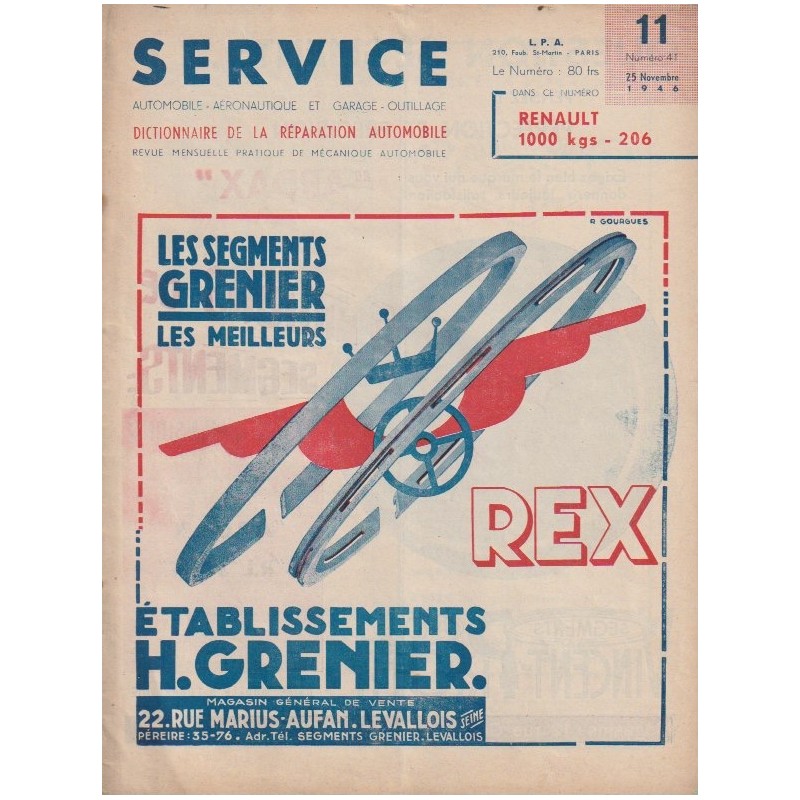 SERVICE
AUTOMOBILE - AÉRONAUTIQUE ET GARAGE - OUTILLAGE
DICTIONNAIRE DE LA RÉPARATION AUTOMOBILE
REVUE MENSUELLE PRATIQUE DE MÉCANIQUE AUTOMOBILE
L. P. A.
210, Faub. St-Martin - PARIS
Le Numéro : 80 frs
DANS CE NUMÉRO
RENAULT
1000 kgs - 206
11
Numéro 41
25 Novembre
1946
R GOURGUES
LES SEGMENTS
GRENIER
LES MEILLEURS
REX
ÉTABLISSEMENTS
H. GRENIER.
MAGASIN GÉNÉRAL DE VENTE
22. RUE MARIUS-AUFAN. LEVALLOIS SEINE
PÉREIRE: 35-76. Adr. Tél. SEGMENTS GRENIER. LEVALLOIS